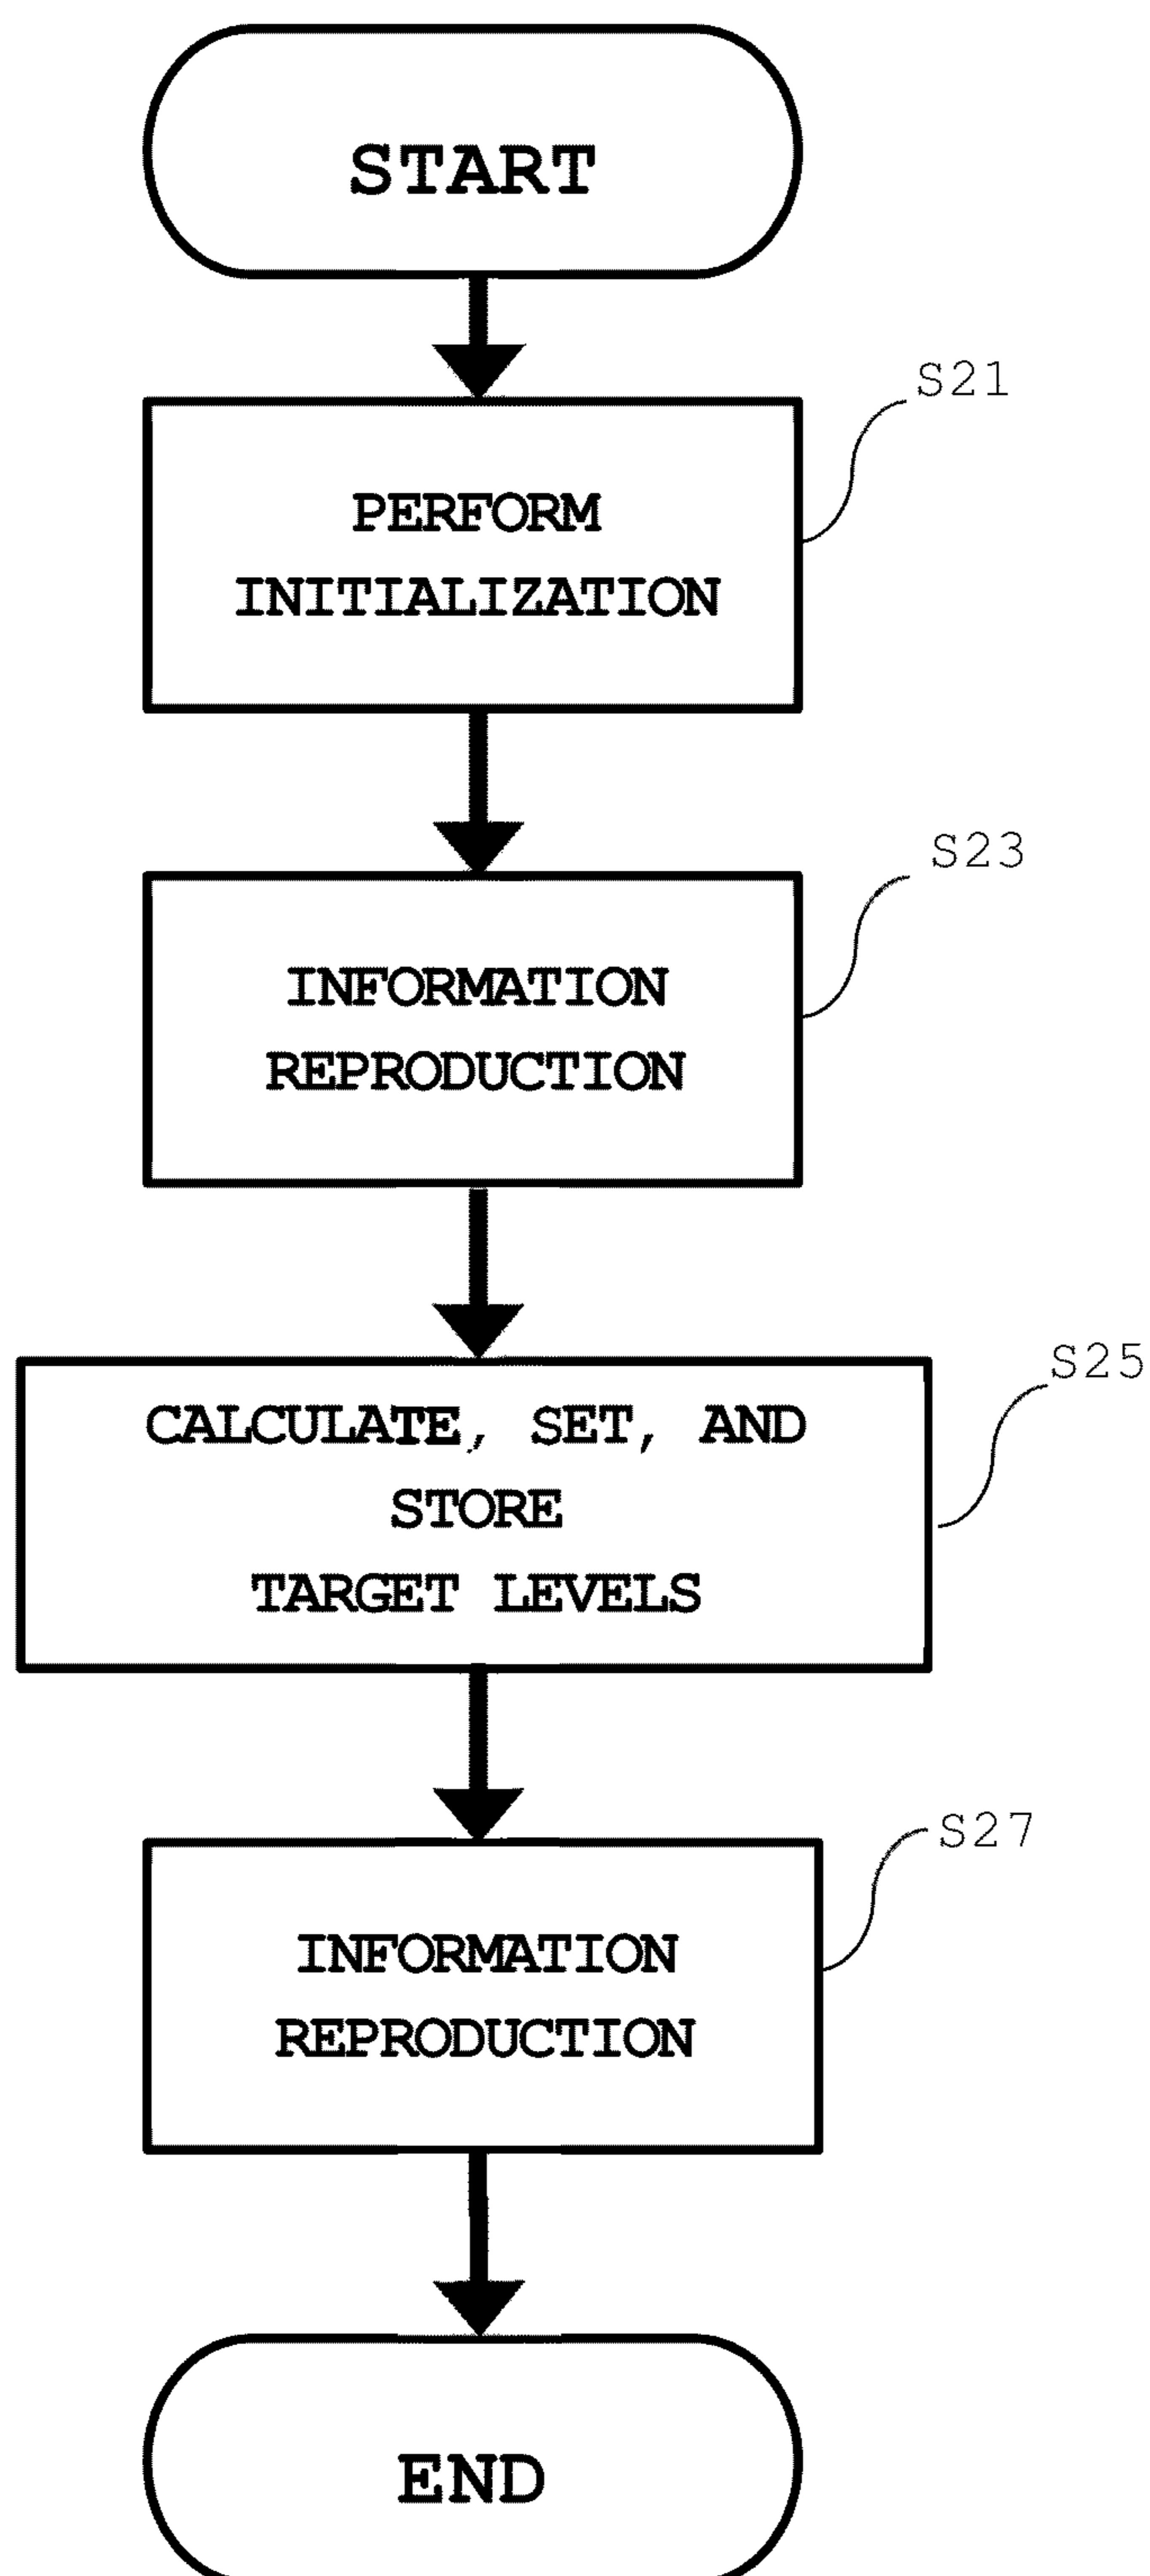 START
S21
PERFORM
INITIALIZATION
S23
INFORMATION
REPRODUCTION
S25
CALCULATE, SET, AND
STORE
TARGET LEVELS
S27
INFORMATION
REPRODUCTION
END